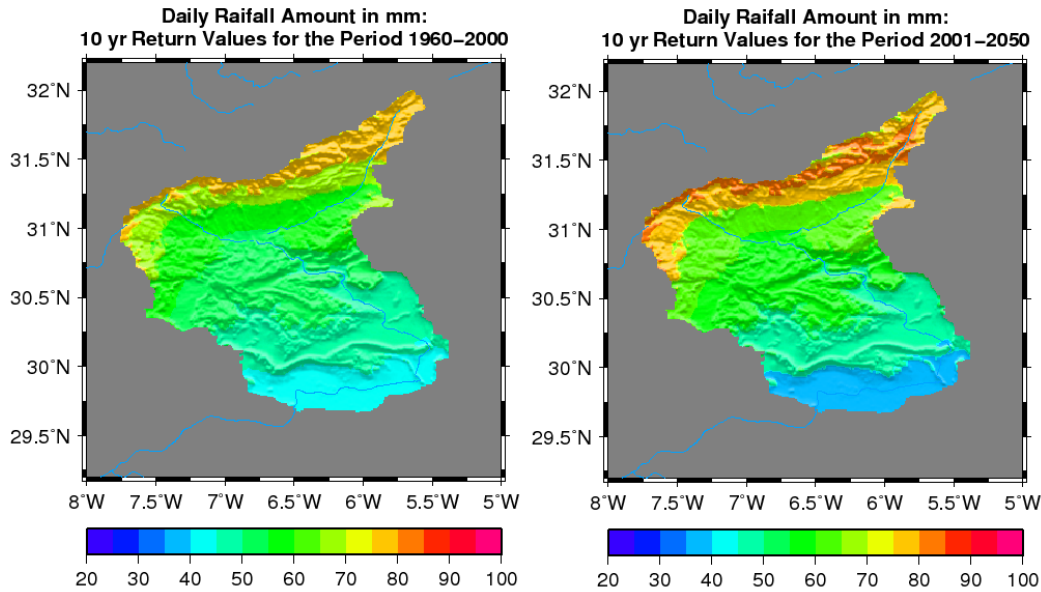 Daily Raifall Amount in mm:
10 yr Return Values for the Period 1960−2000
32˚N
31.5˚N
31˚N
30.5˚N
30˚N
29.5˚N
8˚W 7.5˚W 7˚W 6.5˚W 6˚W 5.5˚W 5˚W
20 30 40 50 60 70 80 90 100
Daily Raifall Amount in mm:
10 yr Return Values for the Period 2001−2050
32˚N
31.5˚N
31˚N
30.5˚N
30˚N
29.5˚N
8˚W 7.5˚W 7˚W 6.5˚W 6˚W 5.5˚W 5˚W
20 30 40 50 60 70 80 90 100